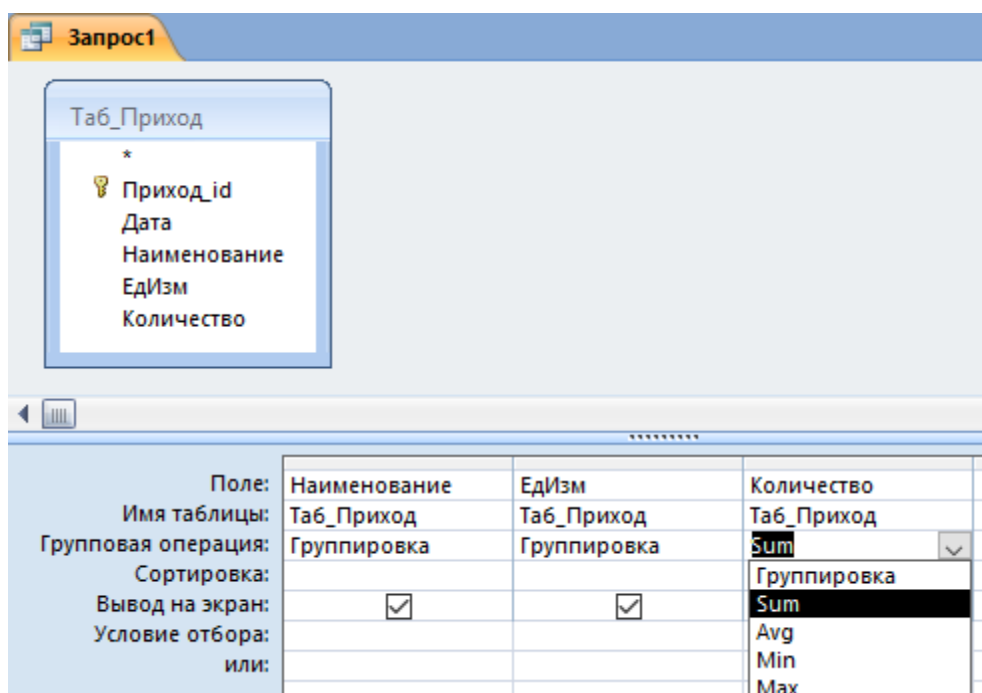 Запрос1
Таб_Приход
*
Приход_id
Дата
Наименование
ЕдИзм
Количество
Поле: Наименование ЕдИзм Количество
Имя таблицы: Таб_Приход Таб_Приход Таб_Приход
Групповая операция: Группировка Группировка Sum
Сортировка: Группировка
Вывод на экран: Sum
Условие отбора: Avg
или: Min
Max